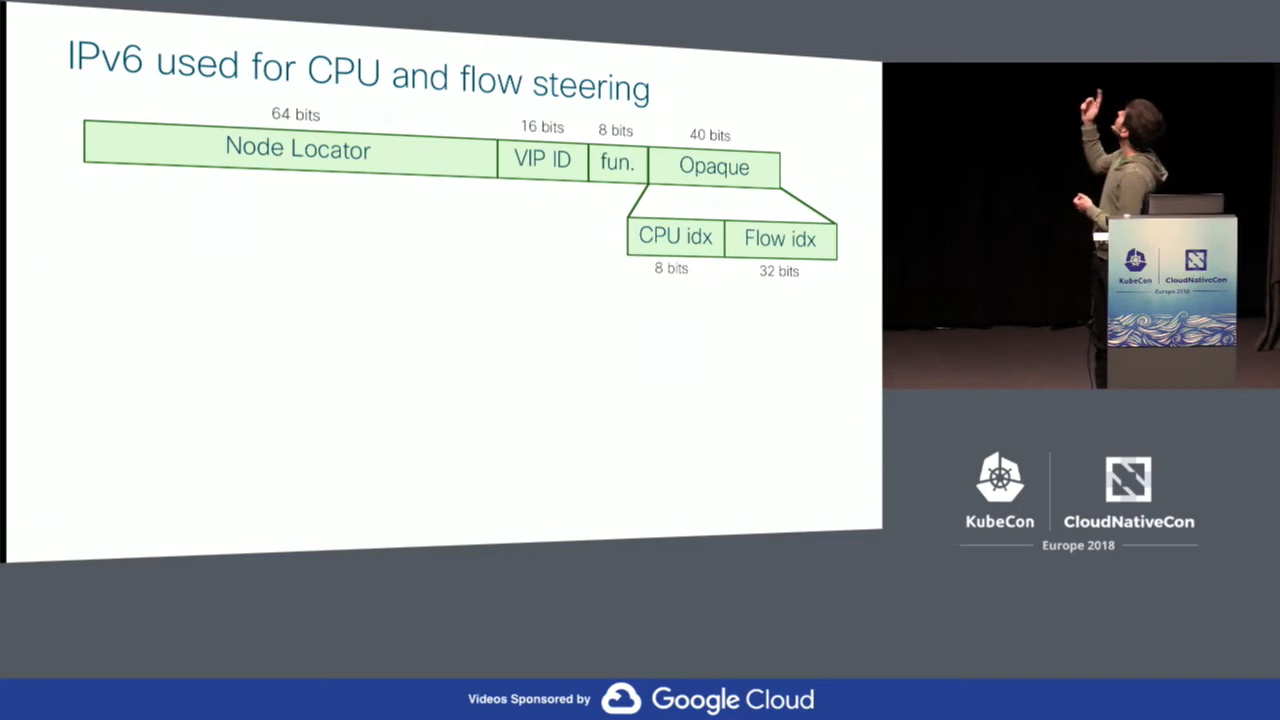 IPv6 used for CPU and flow steering
64 bits
16 bits
8 bits
40 bits
Node Locator
VIP ID
fun.
Opaque
CPU idx
Flow idx
8 bits
32 bits
KubeCon
CloudNativeCon
Europe 2018
KubeCon
CloudNativeCon
Europe 2018
Videos Sponsored by Google Cloud